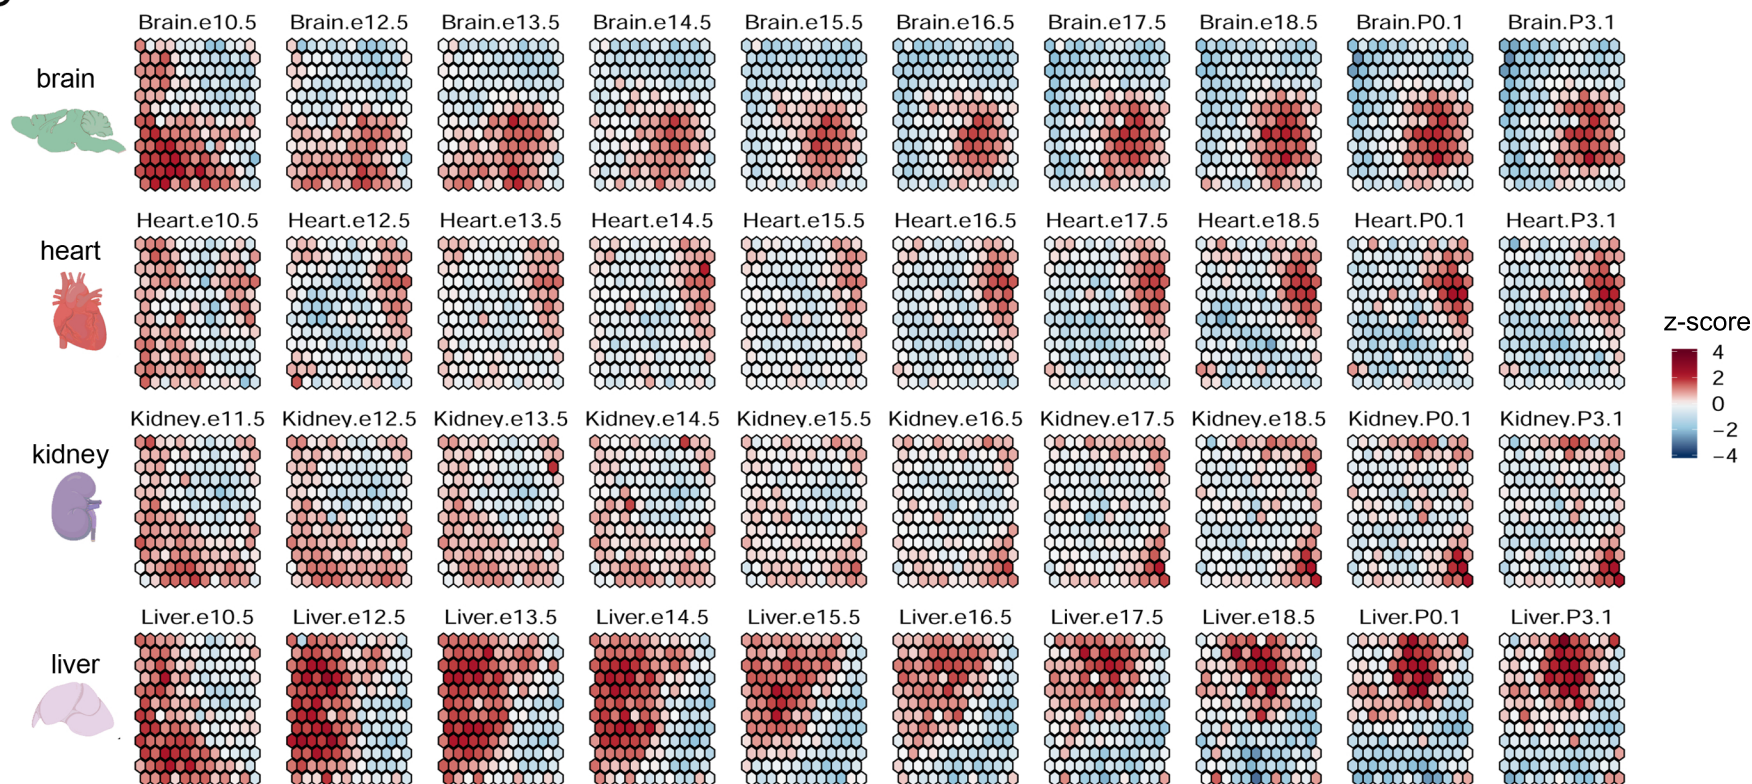 Brain.e10.5 Brain.e12.5 Brain.e13.5 Brain.e14.5 Brain.e15.5 Brain.e16.5 Brain.e17.5 Brain.e18.5 Brain.P0.1 Brain.P3.1
brain
Heart.e10.5 Heart.e12.5 Heart.e13.5 Heart.e14.5 Heart.e15.5 Heart.e16.5 Heart.e17.5 Heart.e18.5 Heart.P0.1 Heart.P3.1
heart
z-score
4
2
0
−2
−4
Kidney.e11.5 Kidney.e12.5 Kidney.e13.5 Kidney.e14.5 Kidney.e15.5 Kidney.e16.5 Kidney.e17.5 Kidney.e18.5 Kidney.P0.1 Kidney.P3.1
kidney
Liver.e10.5 Liver.e12.5 Liver.e13.5 Liver.e14.5 Liver.e15.5 Liver.e16.5 Liver.e17.5 Liver.e18.5 Liver.P0.1 Liver.P3.1
liver